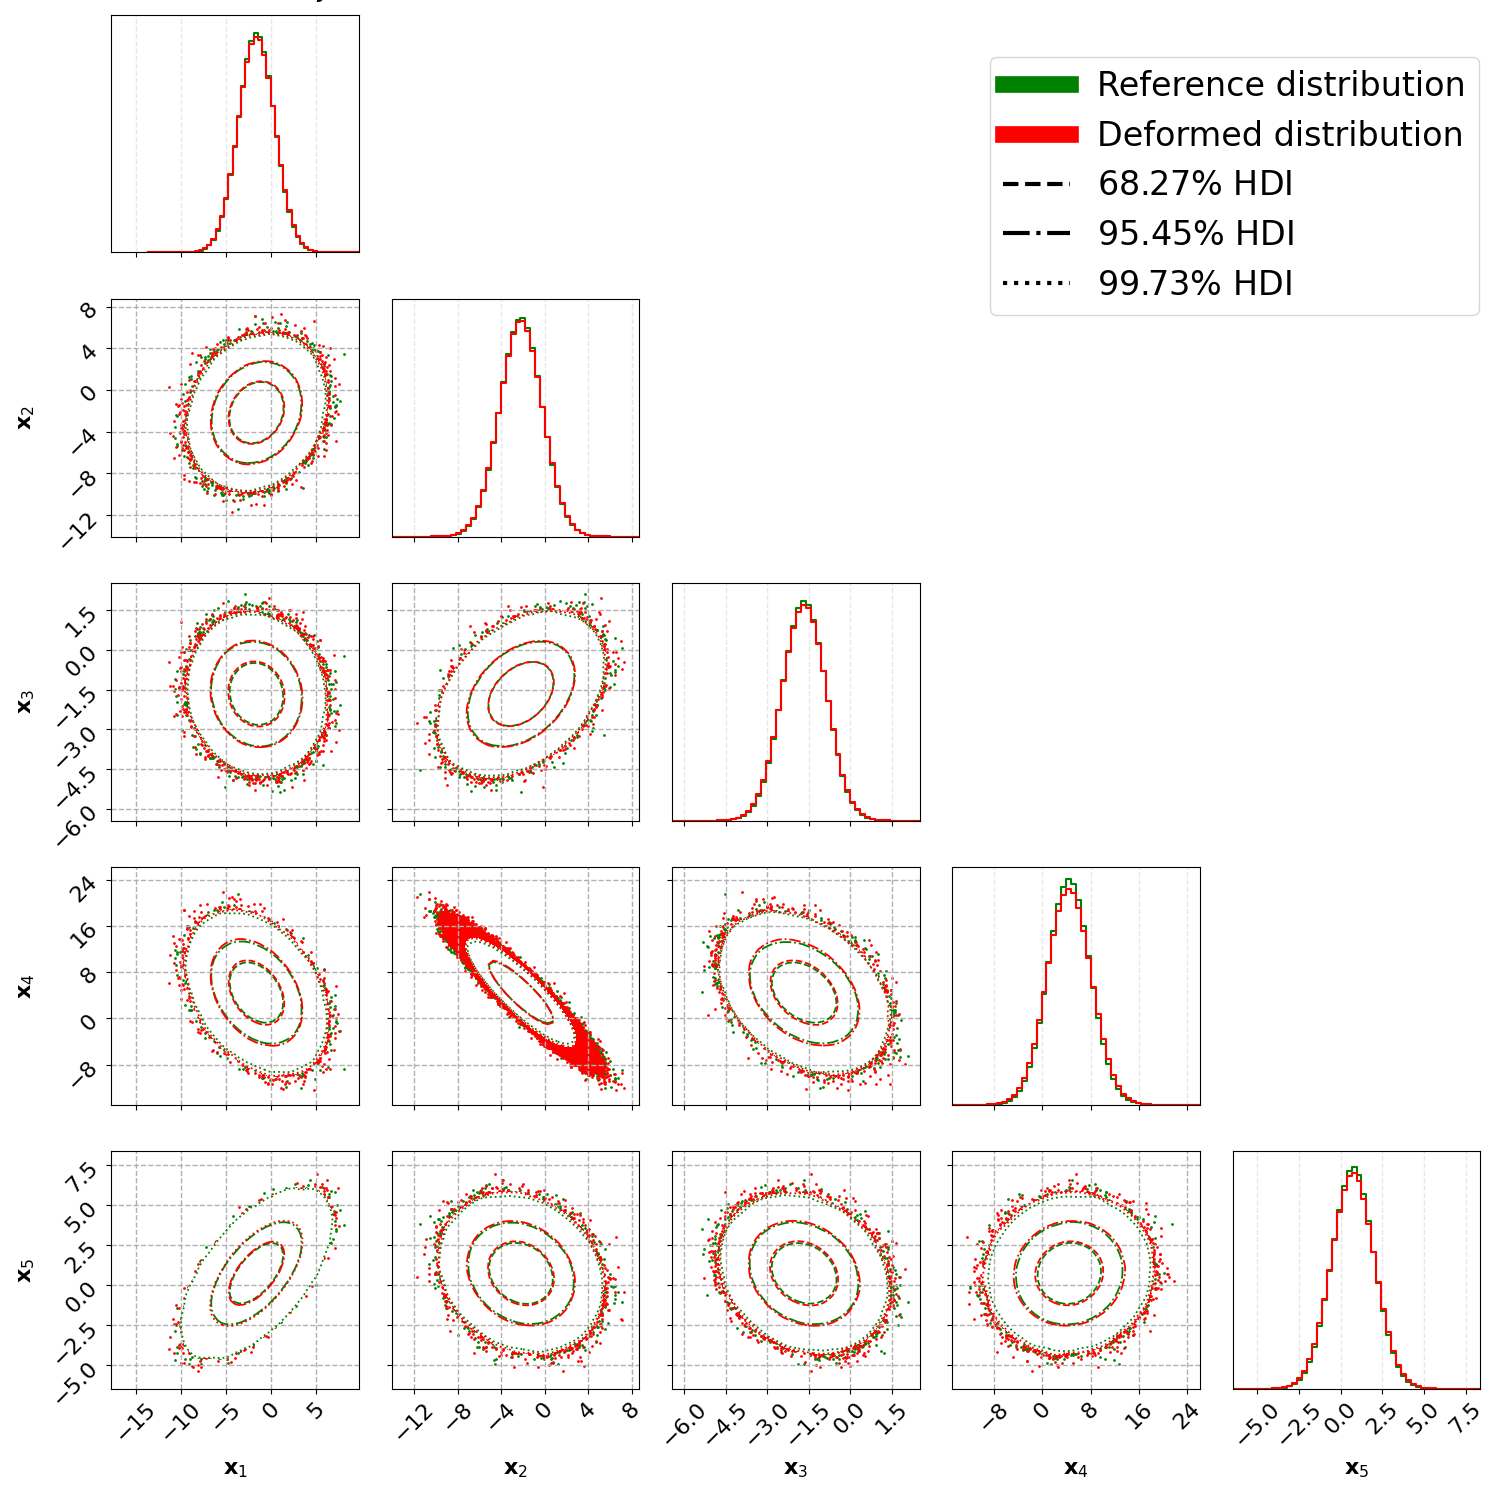 Reference distribution
Deformed distribution
68.27% HDI
95.45% HDI
99.73% HDI
8
4
0
−4
−8
−12
x₂
1.5
0.0
−1.5
−3.0
−4.5
−6.0
x₃
24
16
8
0
−8
x₄
7.5
5.0
2.5
0.0
−2.5
−5.0
x₅
−15 −10 −5 0 5
−12 −8 −4 0 4 8
−6.0 −4.5 −3.0 −1.5 0.0 1.5
−8 0 8 16 24
−5.0 −2.5 0.0 2.5 5.0 7.5
x₁ x₂ x₃ x₄ x₅